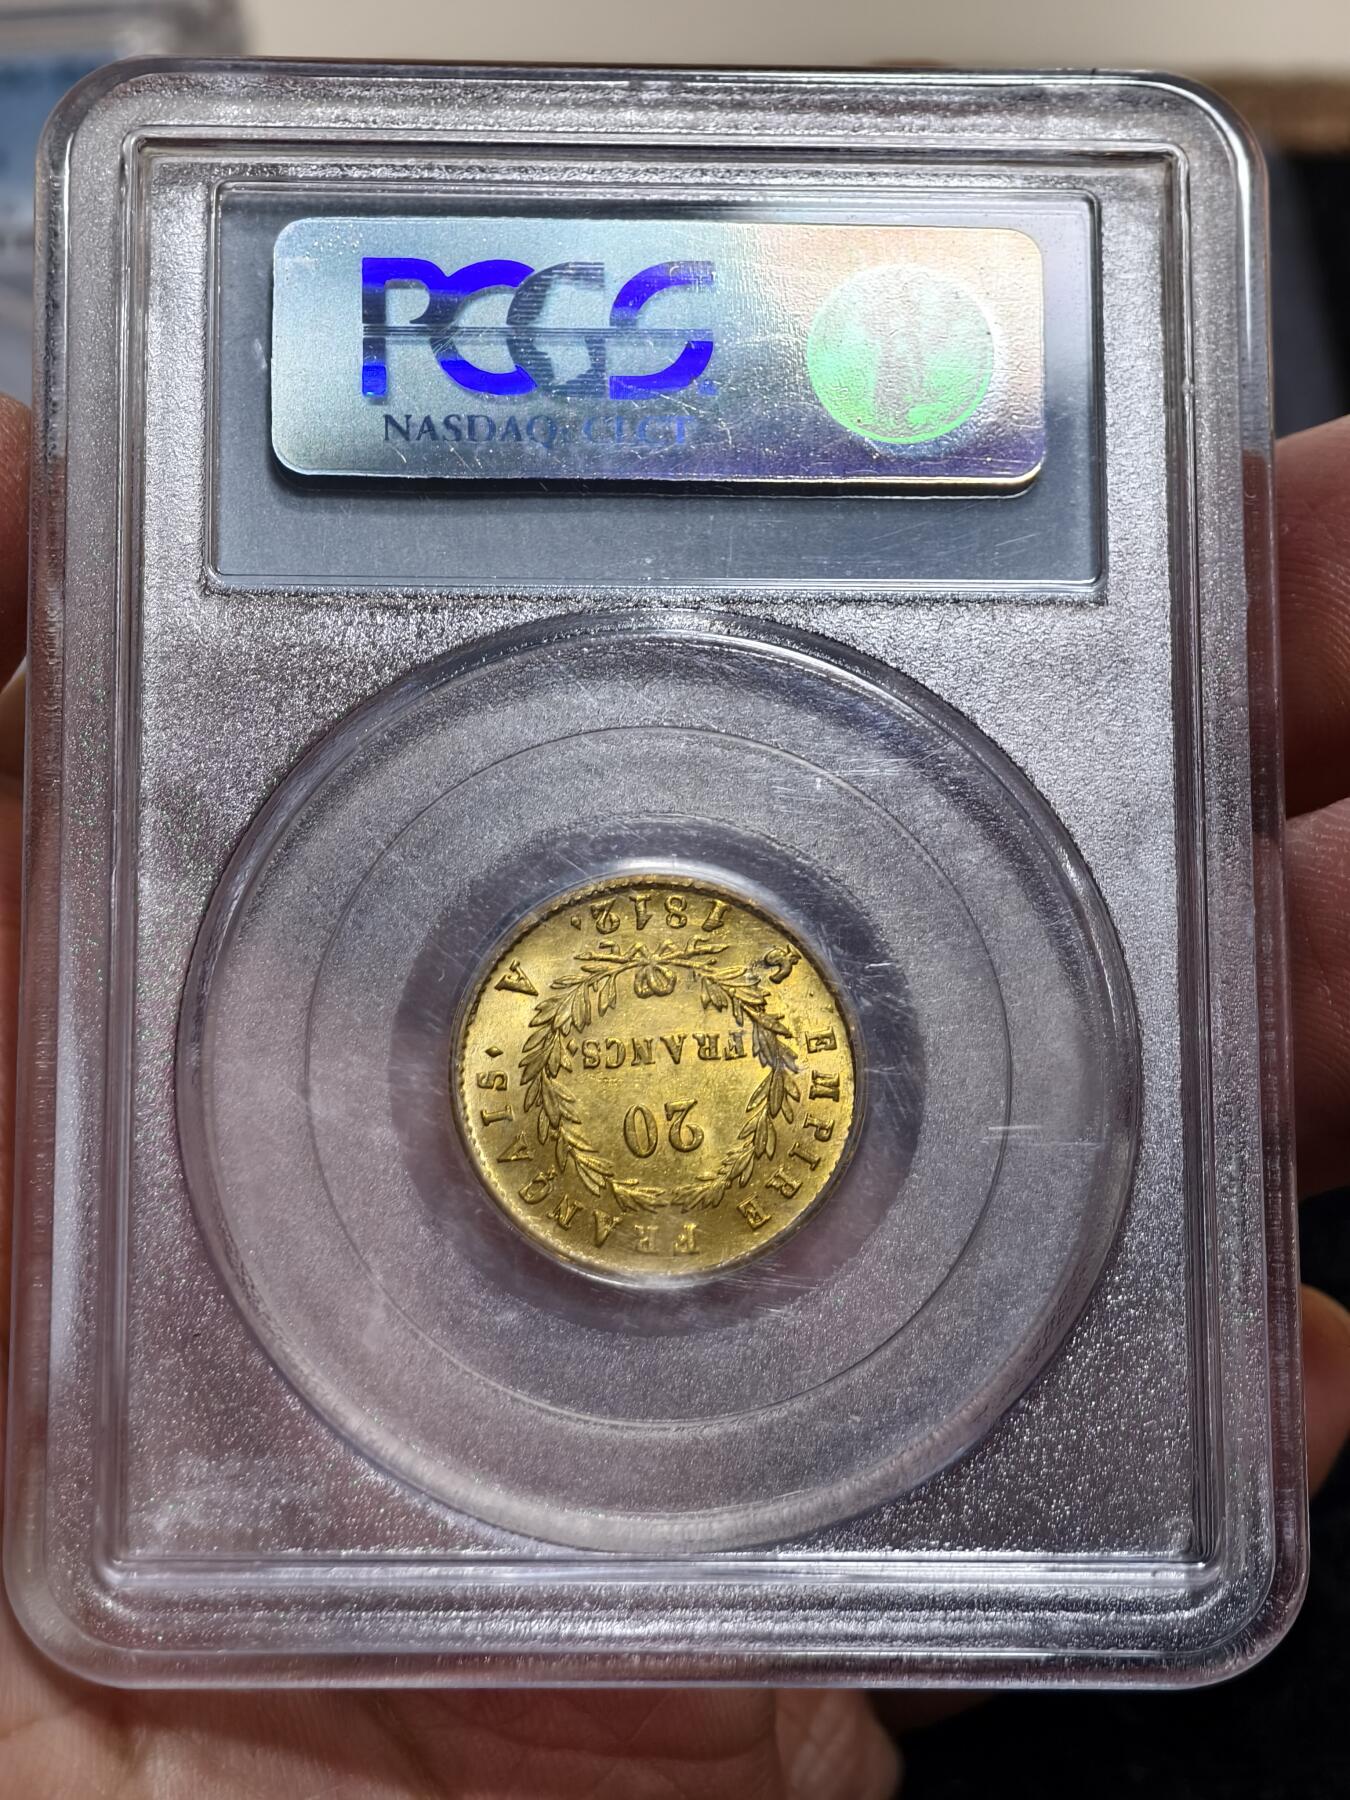 PCGS
NASDAQ: CLCT
EMPIRE FRANÇAIS.
20
FRANCS.
A
1812.